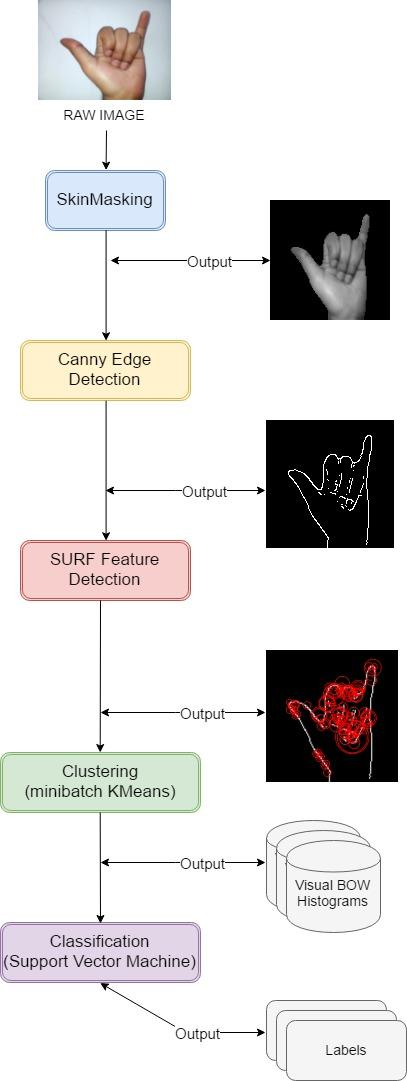 RAW IMAGE
SkinMasking
Output
Canny Edge
Detection
Output
SURF Feature
Detection
Output
Clustering
(minibatch KMeans)
Output
Visual BOW
Histograms
Classification
(Support Vector Machine)
Output
Labels